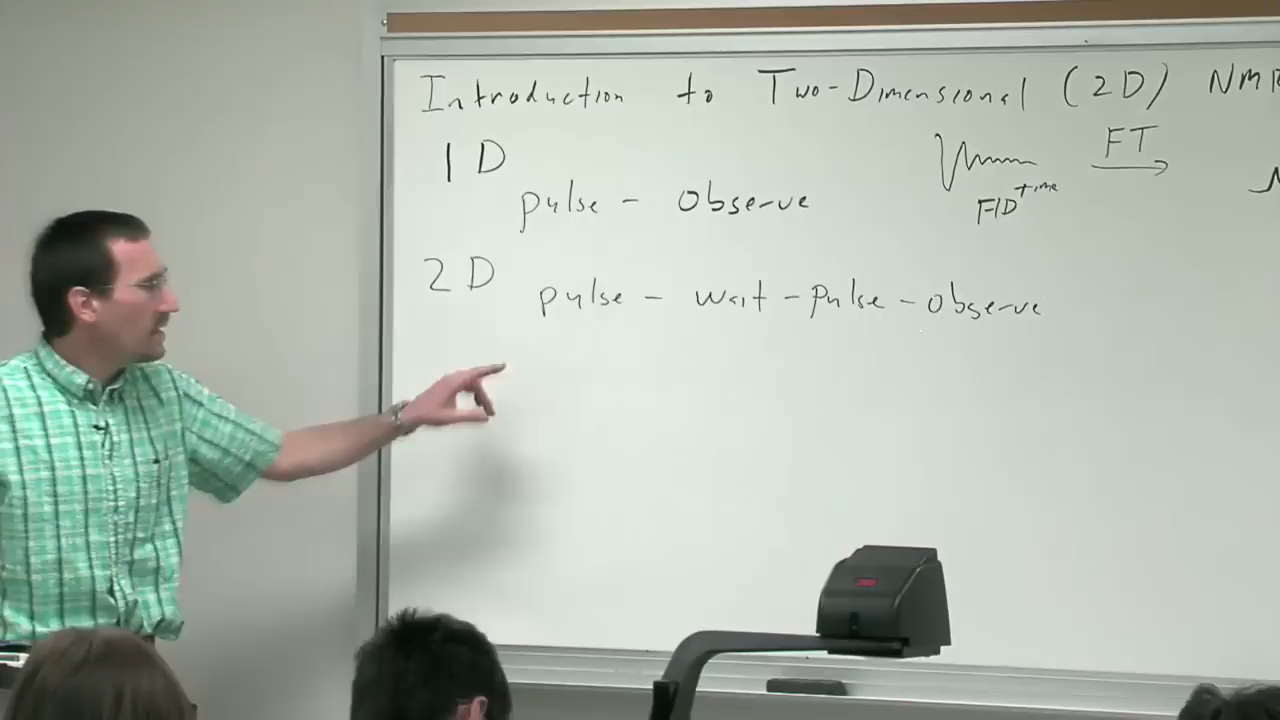 Introduction to Two-Dimensional (2D) NMR
1D
pulse - observe
FT
FID time
2D
pulse - wait - pulse - observe